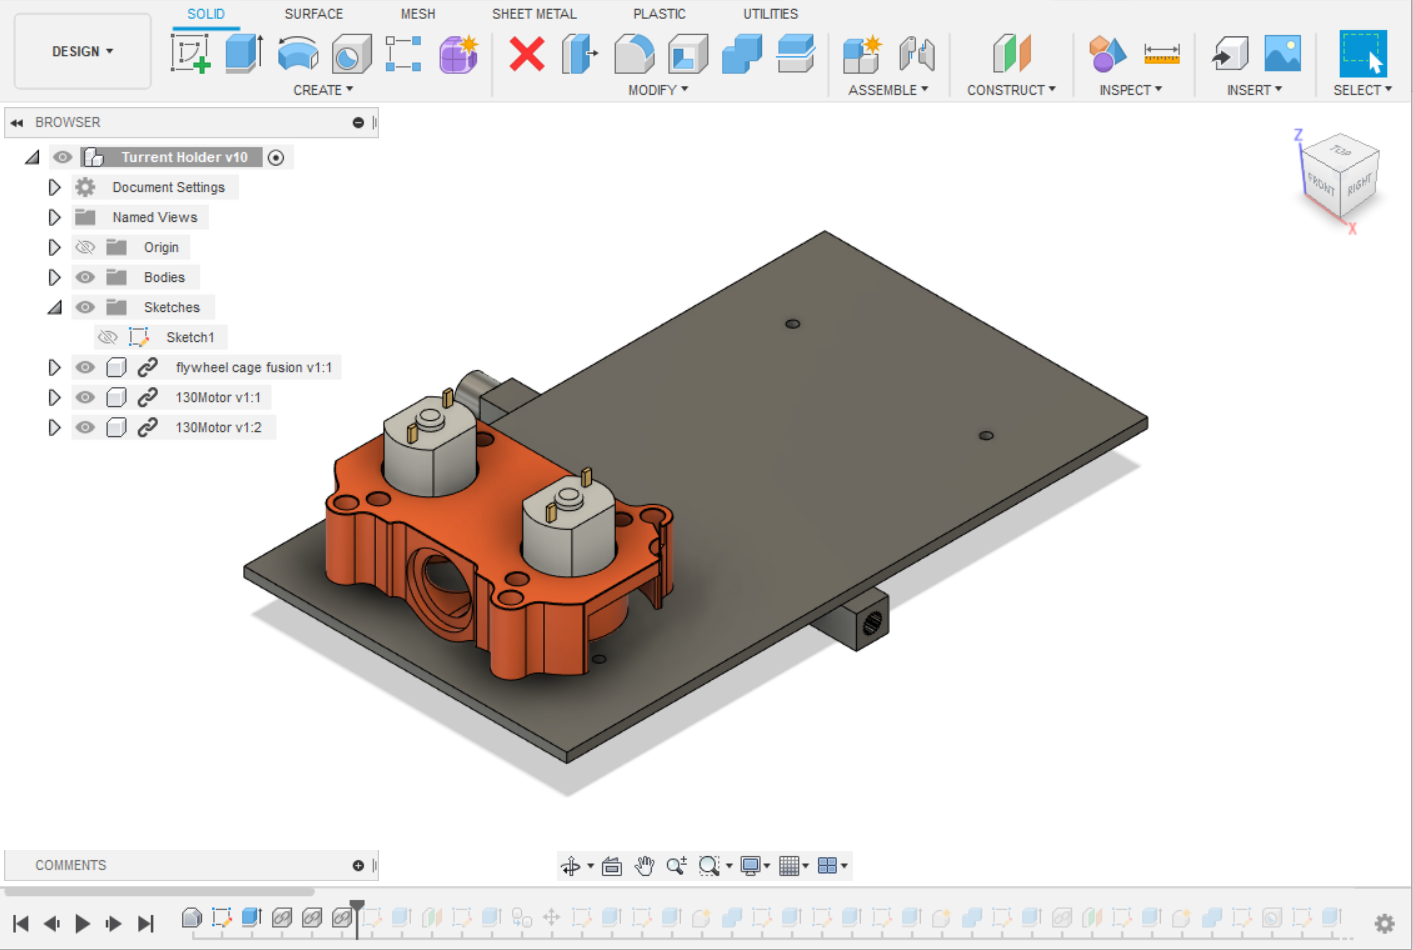 SOLID SURFACE MESH SHEET METAL PLASTIC UTILITIES
DESIGN
CREATE MODIFY ASSEMBLE CONSTRUCT INSPECT INSERT SELECT
BROWSER
Turrent Holder v10
Document Settings
Named Views
Origin
Bodies
Sketches
Sketch1
flywheel cage fusion v1:1
130Motor v1:1
130Motor v1:2
Z
TOP
FRONT RIGHT
X
COMMENTS